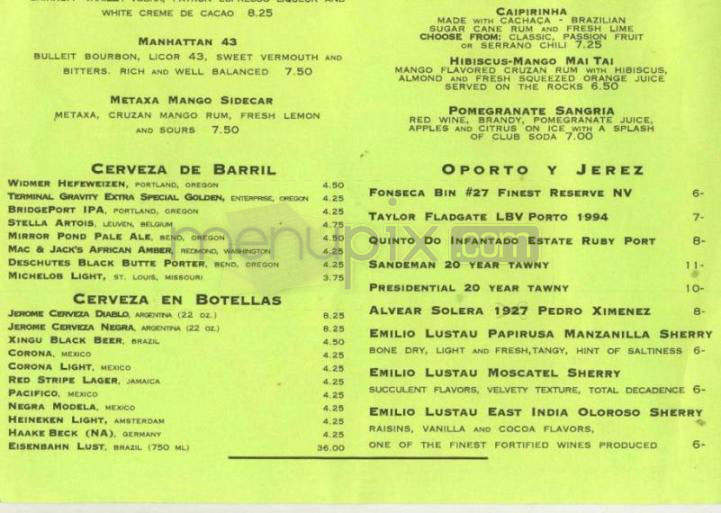 WHITE CREME DE CACAO 8.25
MANHATTAN 43
BULLEIT BOURBON, LICOR 43, SWEET VERMOUTH AND
BITTERS. RICH AND WELL BALANCED 7.50
METAXA MANGO SIDECAR
METAXA, CRUZAN MANGO RUM, FRESH LEMON
AND SOURS 7.50
CAIPIRINHA
MADE WITH CACHAÇA - BRAZILIAN
SUGAR CANE RUM AND FRESH LIME
CHOOSE FROM: CLASSIC, PASSION FRUIT
OR SERRANO CHILI 7.25
HIBISCUS-MANGO MAI TAI
MANGO FLAVORED CRUZAN RUM WITH HIBISCUS,
ALMOND AND FRESH SQUEEZED ORANGE JUICE
SERVED ON THE ROCKS 6.50
POMEGRANATE SANGRIA
RED WINE, BRANDY, POMEGRANATE JUICE,
APPLES AND CITRUS ON ICE WITH A SPLASH
OF CLUB SODA 7.00
CERVEZA DE BARRIL
WIDMER HEFEWEIZEN, PORTLAND, OREGON 4.50
TERMINAL GRAVITY EXTRA SPECIAL GOLDEN, ENTERPRISE, OREGON 4.25
BRIDGEPORT IPA, PORTLAND, OREGON 4.25
STELLA ARTOIS, LEUVEN, BELGIUM 4.75
MIRROR POND PALE ALE, BEND, OREGON 4.50
MAC & JACK'S AFRICAN AMBER, REDMOND, WASHINGTON 4.25
DESCHUTES BLACK BUTTE PORTER, BEND, OREGON 4.25
MICHELOB LIGHT, ST. LOUIS, MISSOURI 3.75
CERVEZA EN BOTELLAS
JEROME CERVEZA DIABLO, ARGENTINA (22 OZ.) 8.25
JEROME CERVEZA NEGRA, ARGENTINA (22 OZ.) 8.25
XINGU BLACK BEER, BRAZIL 4.50
CORONA, MEXICO 4.25
CORONA LIGHT, MEXICO 4.25
RED STRIPE LAGER, JAMAICA 4.25
PACIFICO, MEXICO 4.25
NEGRA MODELA, MEXICO 4.25
HEINEKEN LIGHT, AMSTERDAM 4.25
HAAKE BECK (NA), GERMANY 4.25
EISENBAHN LUST, BRAZIL (750 ML) 36.00
OPORTO Y JEREZ
FONSECA BIN #27 FINEST RESERVE NV 6-
TAYLOR FLADGATE LBV PORTO 1994 7-
QUINTO DO INFANTADO ESTATE RUBY PORT 8-
SANDEMAN 20 YEAR TAWNY 11-
PRESIDENTIAL 20 YEAR TAWNY 10-
ALVEAR SOLERA 1927 PEDRO XIMENEZ 8-
EMILIO LUSTAU PAPIRUSA MANZANILLA SHERRY
BONE DRY, LIGHT AND FRESH,TANGY, HINT OF SALTINESS 6-
EMILIO LUSTAU MOSCATEL SHERRY
SUCCULENT FLAVORS, VELVETY TEXTURE, TOTAL DECADENCE 6-
EMILIO LUSTAU EAST INDIA OLOROSO SHERRY
RAISINS, VANILLA AND COCOA FLAVORS,
ONE OF THE FINEST FORTIFIED WINES PRODUCED 6-
menupix.com